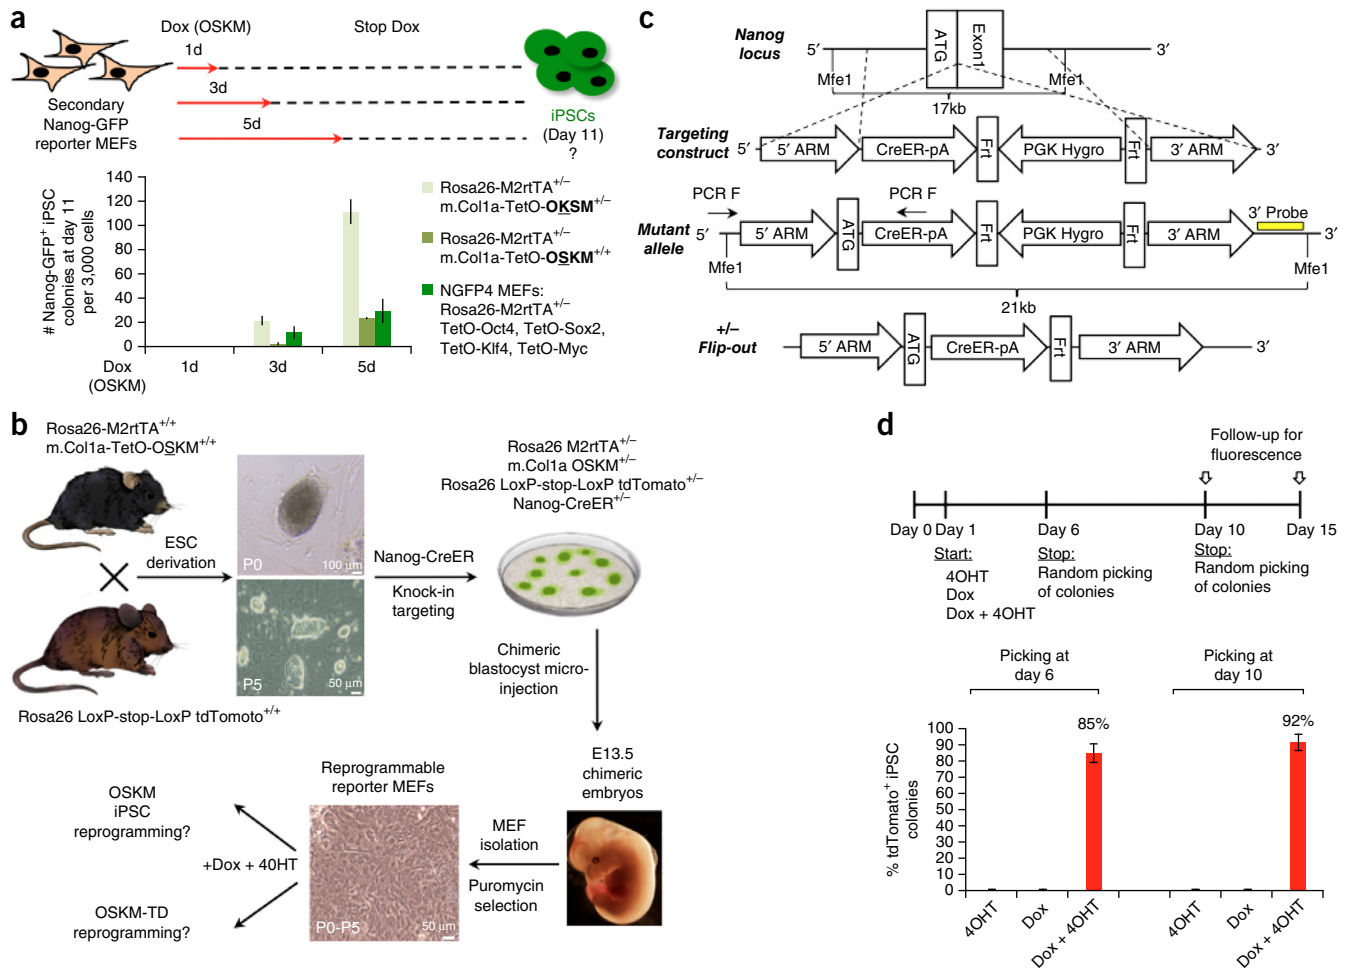 a
Dox (OSKM)
Stop Dox
1d
3d
5d
Secondary
Nanog-GFP
reporter MEFs
iPSCs
(Day 11)
?
# Nanog-GFP+ iPSC
colonies at day 11
per 3,000 cells
140
120
100
80
60
40
20
0
Dox
(OSKM)
1d
3d
5d
Rosa26-M2rtTA+/–
m.Col1a-TetO-OKSM+/–
Rosa26-M2rtTA+/–
m.Col1a-TetO-OSKM+/+
NGFP4 MEFs:
Rosa26-M2rtTA+/–
TetO-Oct4, TetO-Sox2,
TetO-Klf4, TetO-Myc
b
Rosa26-M2rtTA+/+
m.Col1a-TetO-OSKM+/+
ESC
derivation
Rosa26 LoxP-stop-LoxP tdTomoto+/+
P0
100 µm
P5
50 µm
Nanog-CreER
Knock-in
targeting
Rosa26 M2rtTA+/–
m.Col1a OSKM+/–
Rosa26 LoxP-stop-LoxP tdTomato+/–
Nanog-CreER+/–
Chimeric
blastocyst micro-
injection
E13.5
chimeric
embryos
MEF
isolation
Puromycin
selection
Reprogrammable
reporter MEFs
P0-P5
50 µm
+Dox + 40HT
OSKM
iPSC
reprogramming?
OSKM-TD
reprogramming?
c
Nanog
locus
5′
ATG
Exon1
3′
Mfe1
Mfe1
17kb
Targeting
construct
5′
5′ ARM
CreER-pA
Frt
PGK Hygro
Frt
3′ ARM
3′
PCR F
PCR F
3′ Probe
Mutant
allele
5′
5′ ARM
ATG
CreER-pA
Frt
PGK Hygro
Frt
3′ ARM
3′
Mfe1
Mfe1
21kb
+/–
Flip-out
5′ ARM
ATG
CreER-pA
Frt
3′ ARM
3′
d
Follow-up for
fluorescence
Day 0
Day 1
Day 6
Day 10
Day 15
Start:
4OHT
Dox
Dox + 4OHT
Stop:
Random picking
of colonies
Stop:
Random picking
of colonies
Picking at
day 6
Picking at
day 10
% tdTomato+ iPSC
colonies
100
90
80
70
60
50
40
30
20
10
0
85%
92%
4OHT
Dox
Dox + 4OHT
4OHT
Dox
Dox + 4OHT